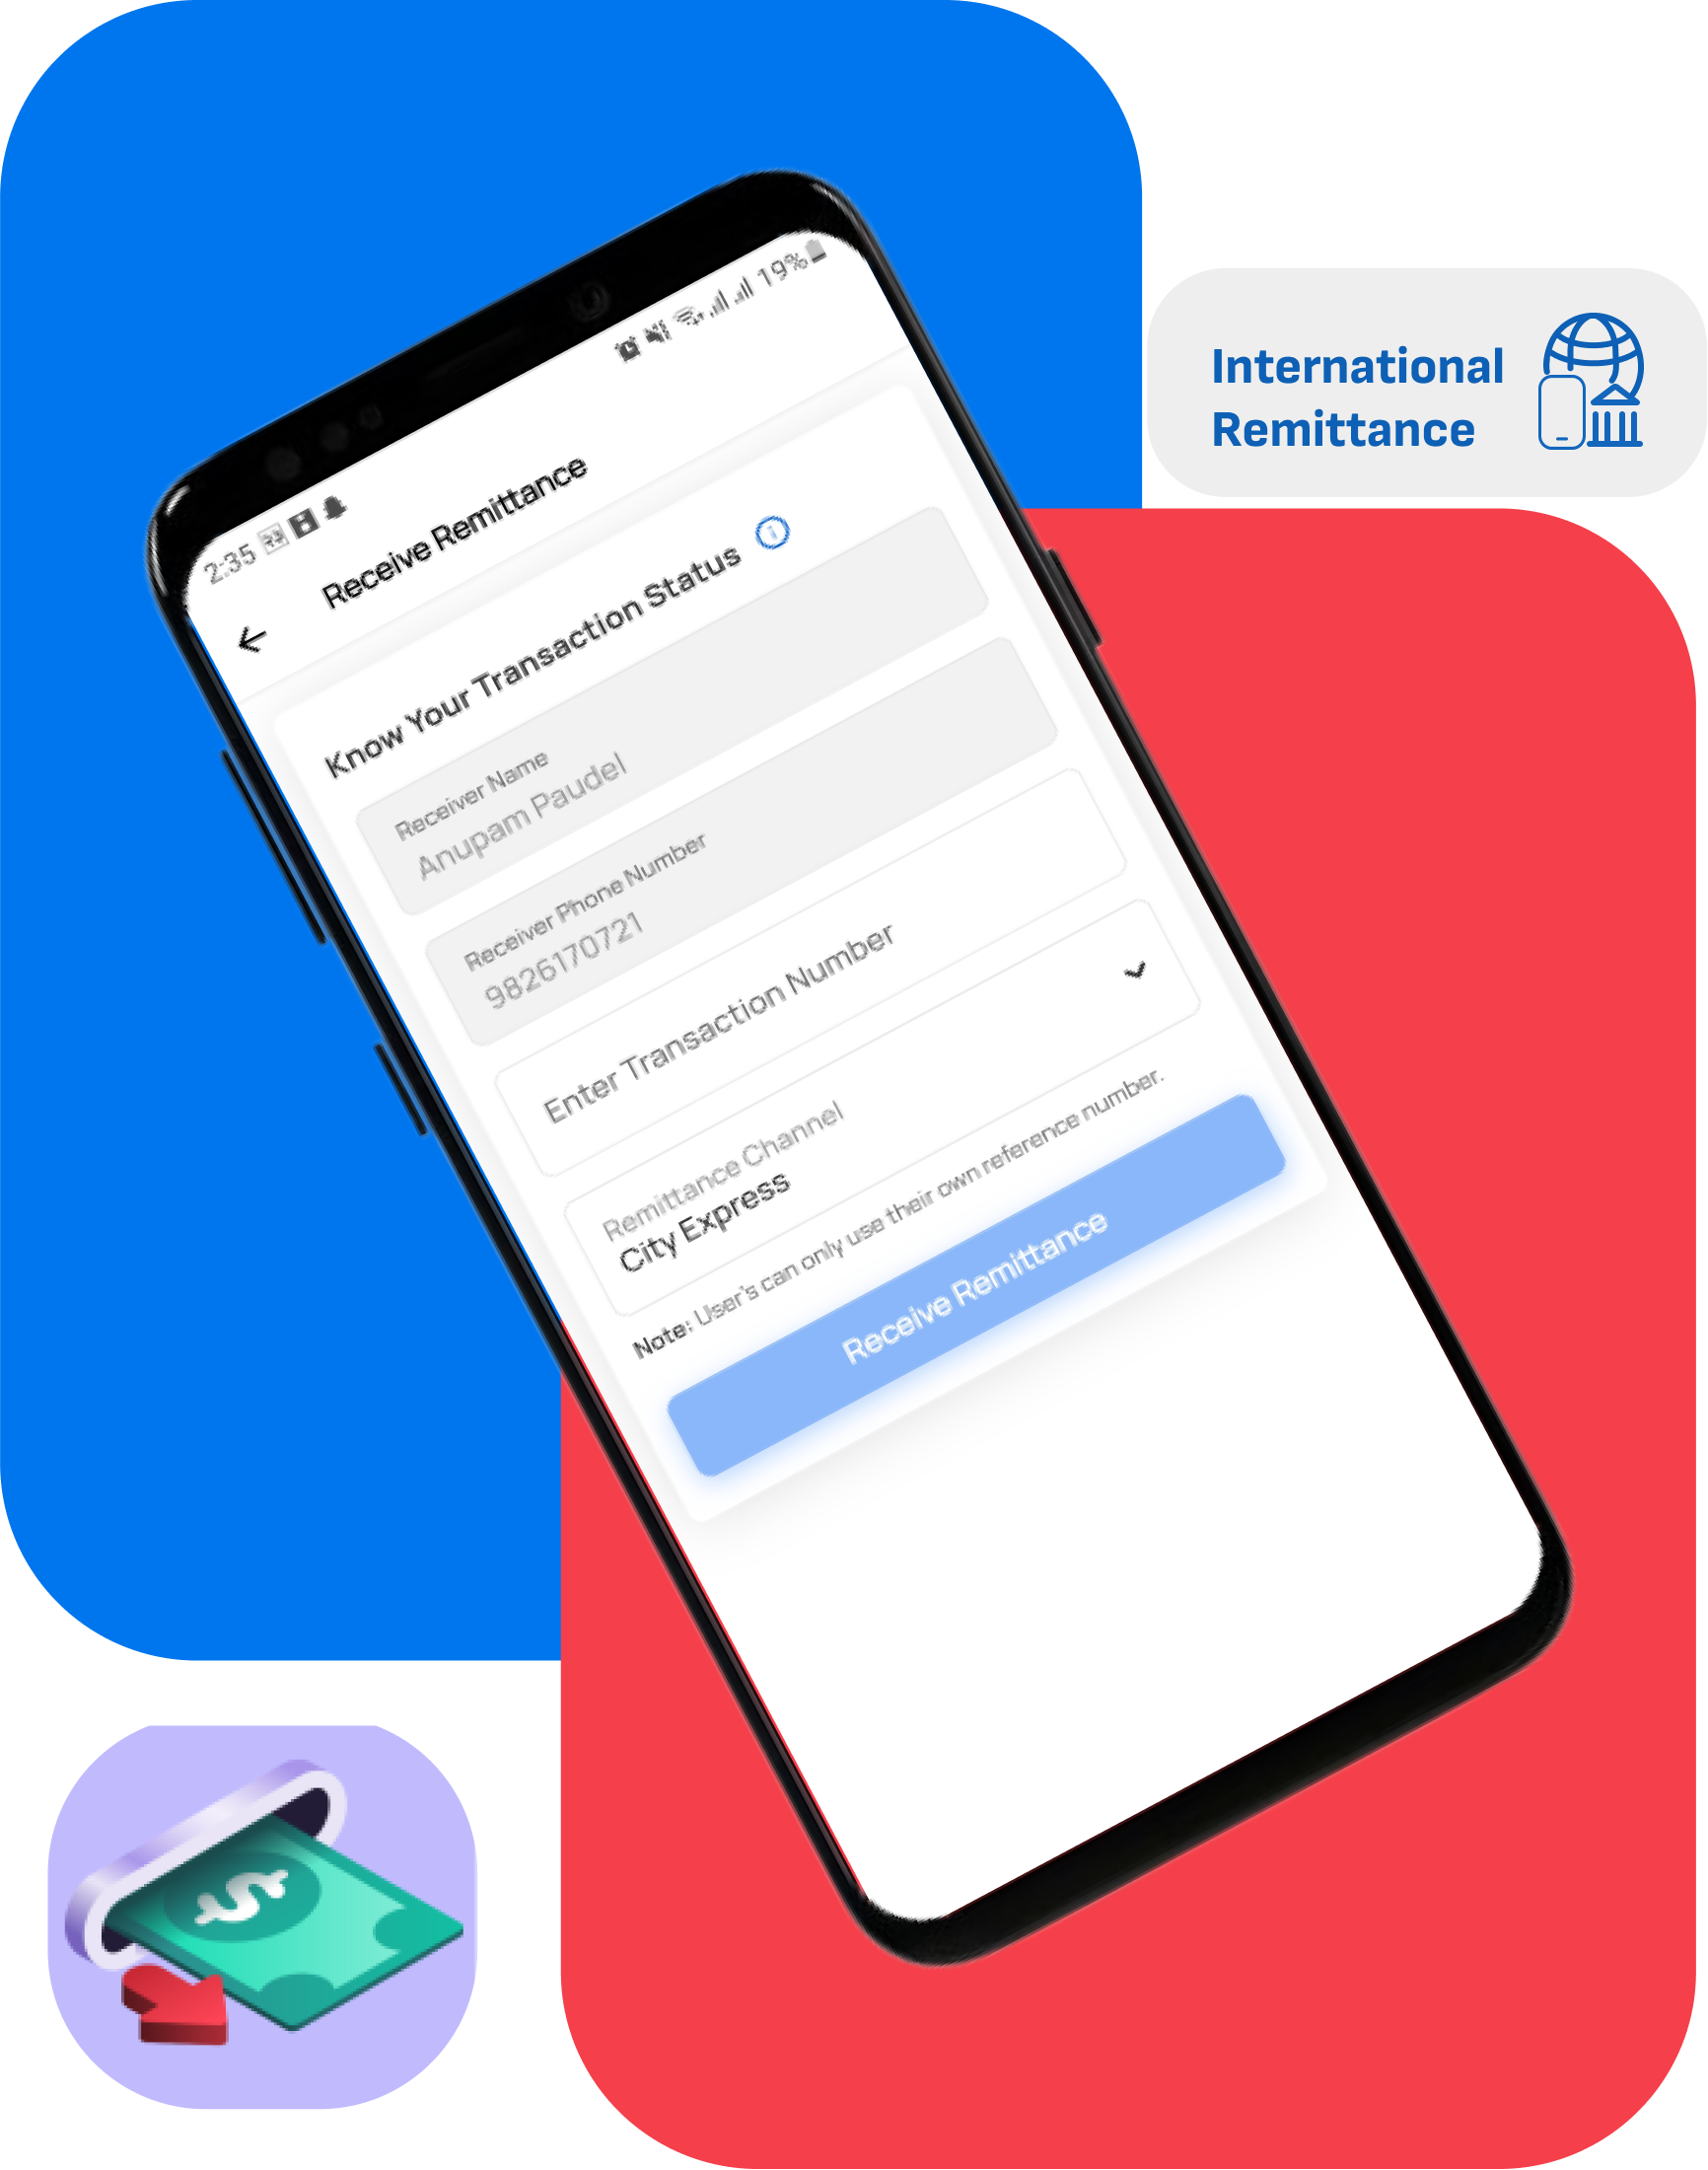 International
Remittance
2:35
19%
Receive Remittance
Know Your Transaction Status
Receiver Name
Anupam Paudel
Receiver Phone Number
9826170721
Enter Transaction Number
Remittance Channel
City Express
Note: User's can only use their own reference number.
Receive Remittance